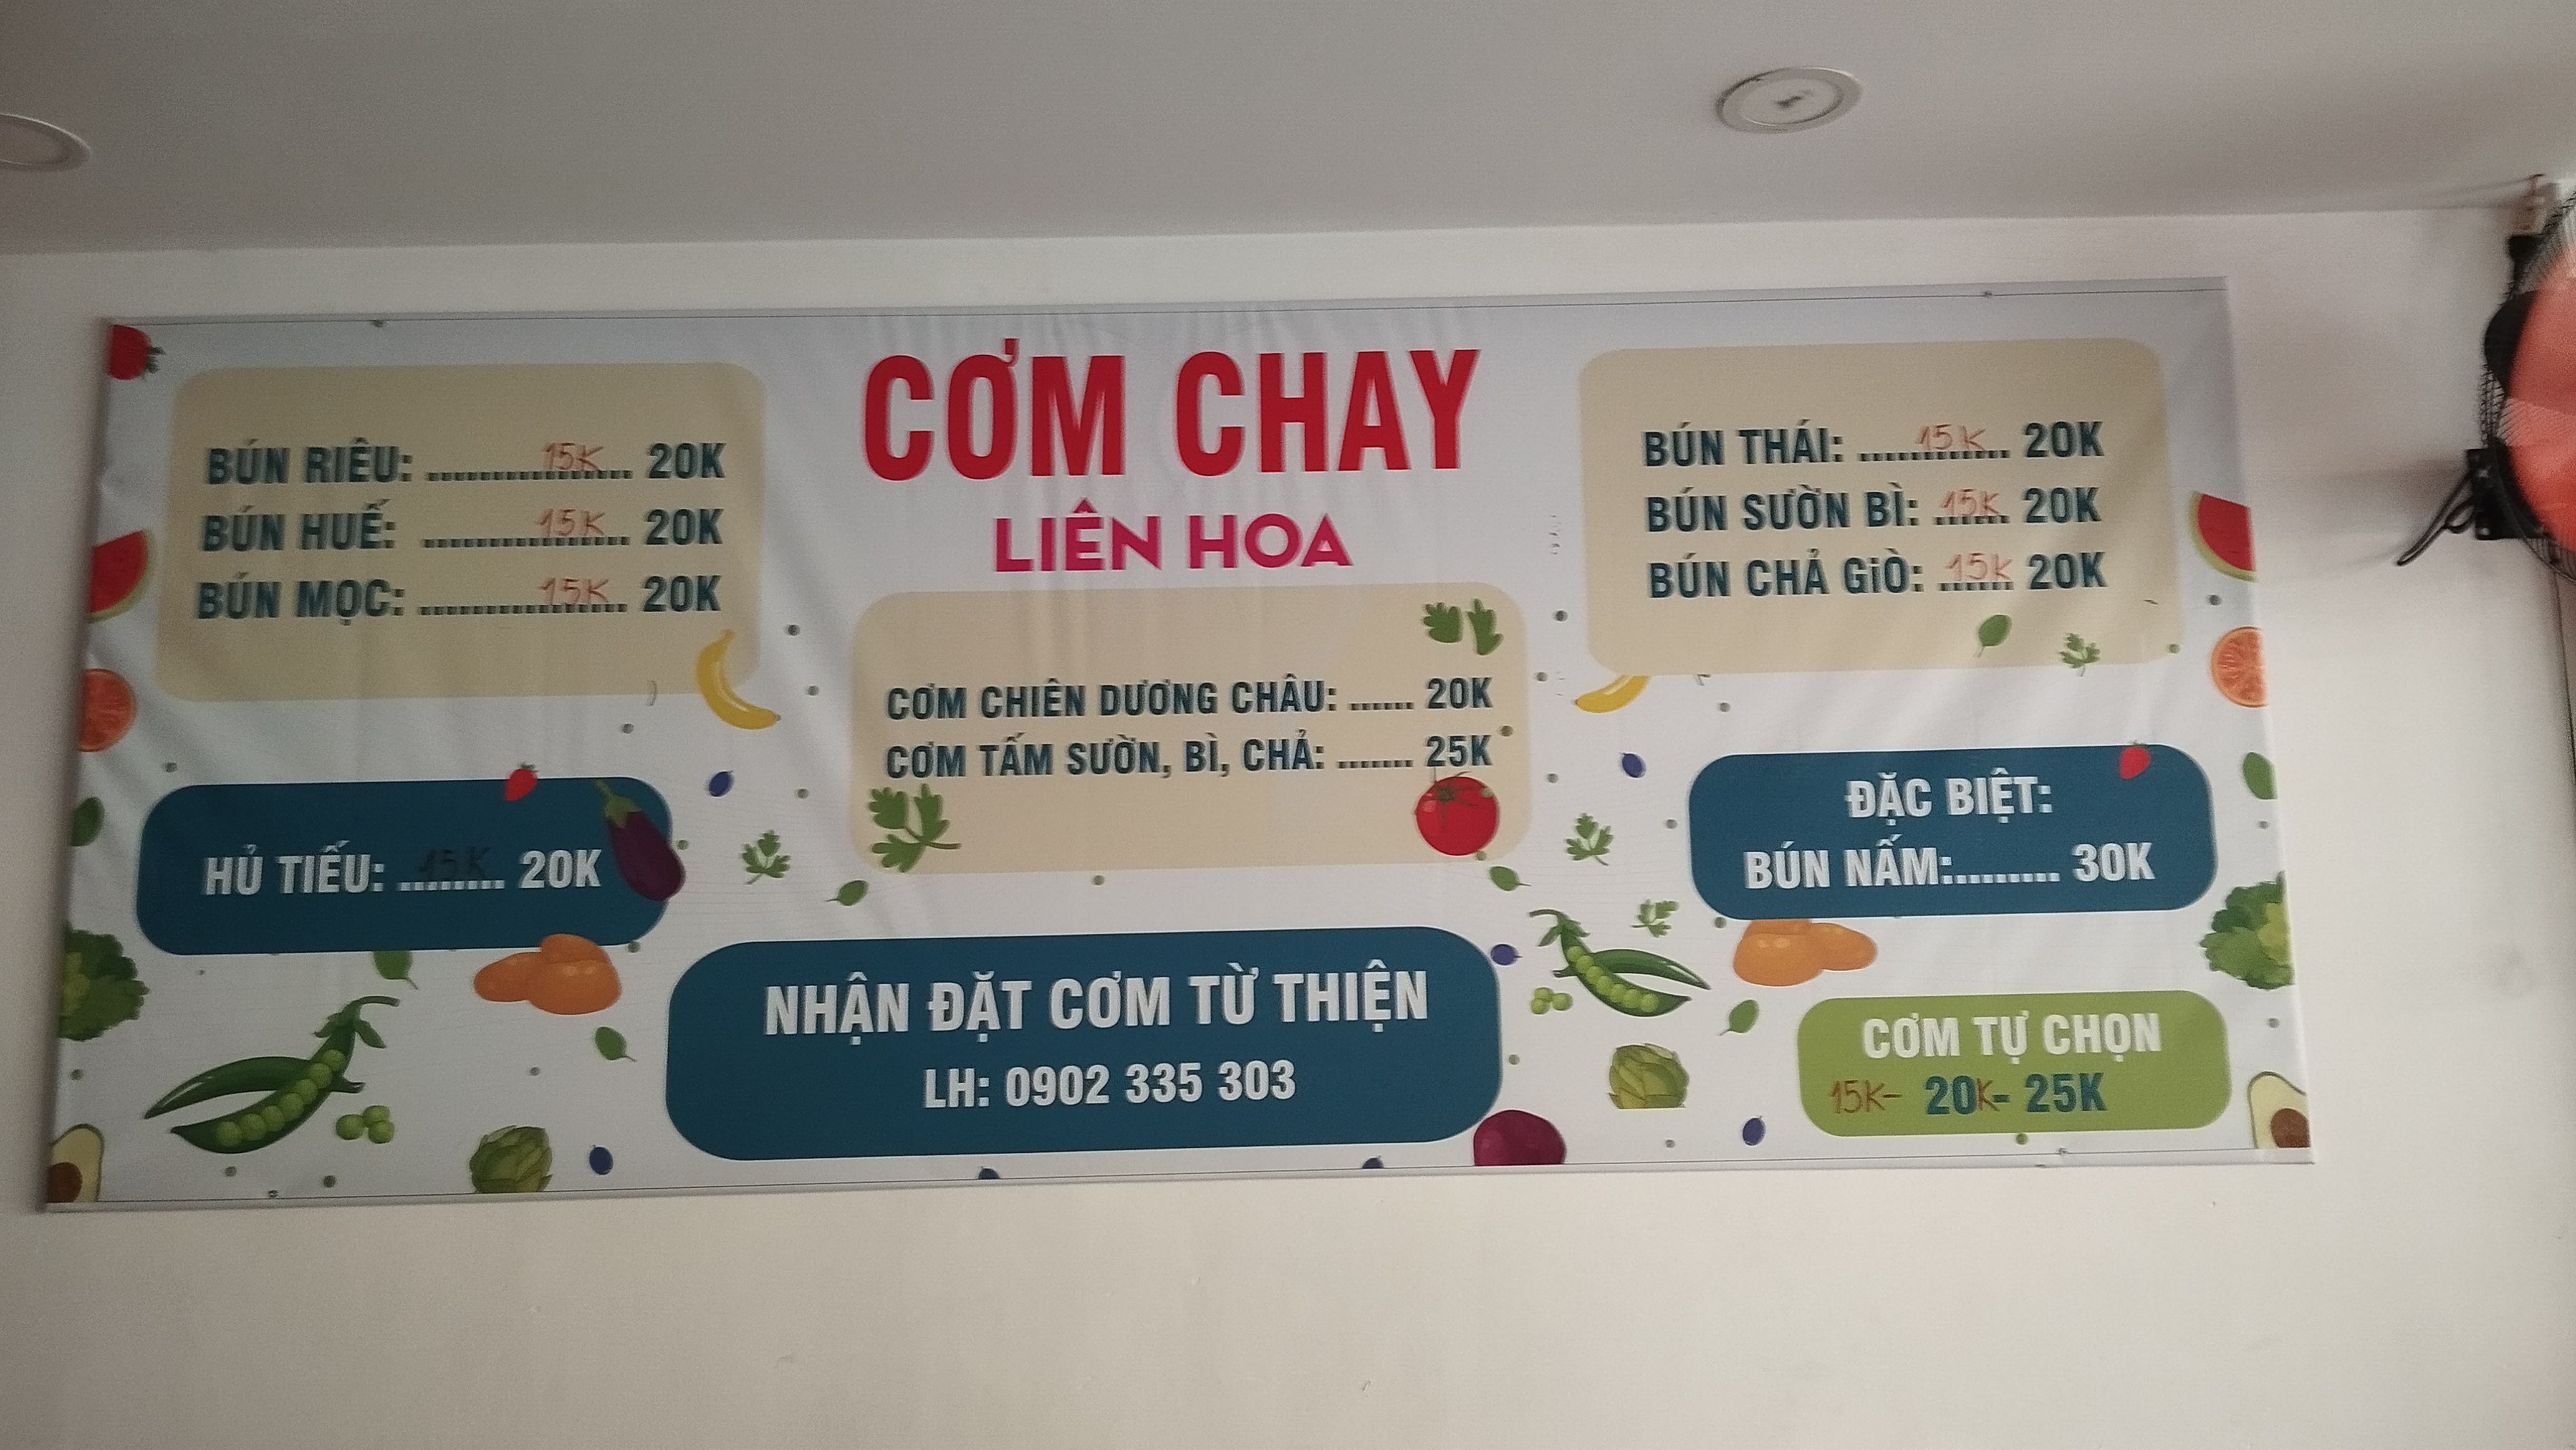 CƠM CHAY
LIÊN HOA
BÚN RIÊU: ................ 15K 20K
BÚN HUẾ: ................ 15K 20K
BÚN MỌC: ................ 15K 20K
HỦ TIẾU: ........ 15K 20K
CƠM CHIÊN DƯƠNG CHÂU: ...... 20K
CƠM TẤM SƯỜN, BÌ, CHẢ: ....... 25K
NHẬN ĐẶT CƠM TỪ THIỆN
LH: 0902 335 303
BÚN THÁI: ............ 15K 20K
BÚN SƯỜN BÌ: ...... 15K 20K
BÚN CHẢ GiÒ: ...... 15K 20K
ĐẶC BIỆT:
BÚN NẤM:......... 30K
CƠM TỰ CHỌN
15K- 20K- 25K